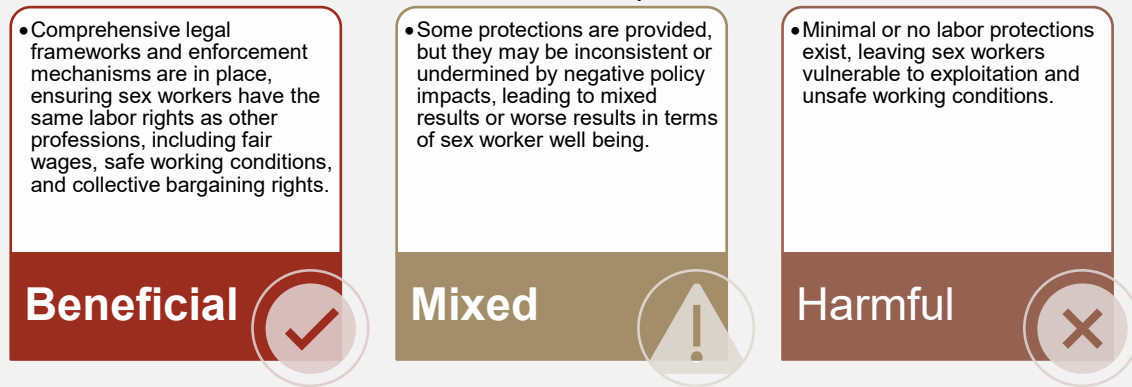 •Comprehensive legal
frameworks and enforcement
mechanisms are in place,
ensuring sex workers have the
same labor rights as other
professions, including fair
wages, safe working conditions,
and collective bargaining rights.
Beneficial
•Some protections are provided,
but they may be inconsistent or
undermined by negative policy
impacts, leading to mixed
results or worse results in terms
of sex worker well being.
Mixed
•Minimal or no labor protections
exist, leaving sex workers
vulnerable to exploitation and
unsafe working conditions.
Harmful